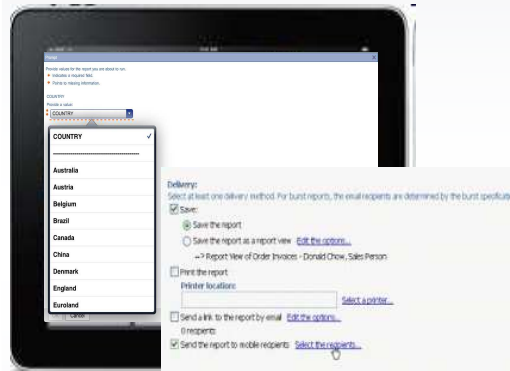 Provide values for the report you are about to run.
Indicates a required field.
Points to missing information.
COUNTRY
Provide a value:
COUNTRY
COUNTRY
Australia
Austria
Belgium
Brazil
Canada
China
Denmark
England
Euroland
Cancel
Delivery:
Select at least one delivery method. For burst reports, the email recipients are determined by the burst specificat
Save:
Save the report
Save the report as a report view Edit the options...
--> Report View of Order Invoices - Donald Chow, Sales Person
Print the report
Printer location:
Select a printer...
Send a link to the report by email Edit the options...
0 recipients
Send the report to mobile recipients Select the recipients...